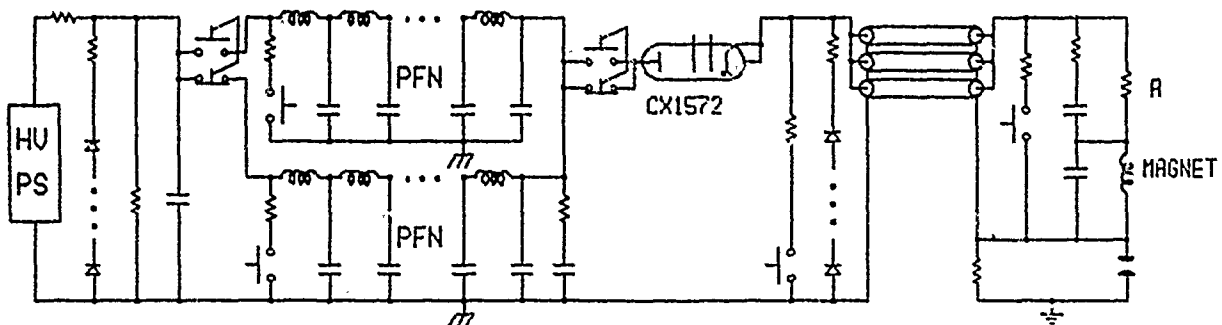 HV
PS
PFN
PFN
CX1572
R
MAGNET